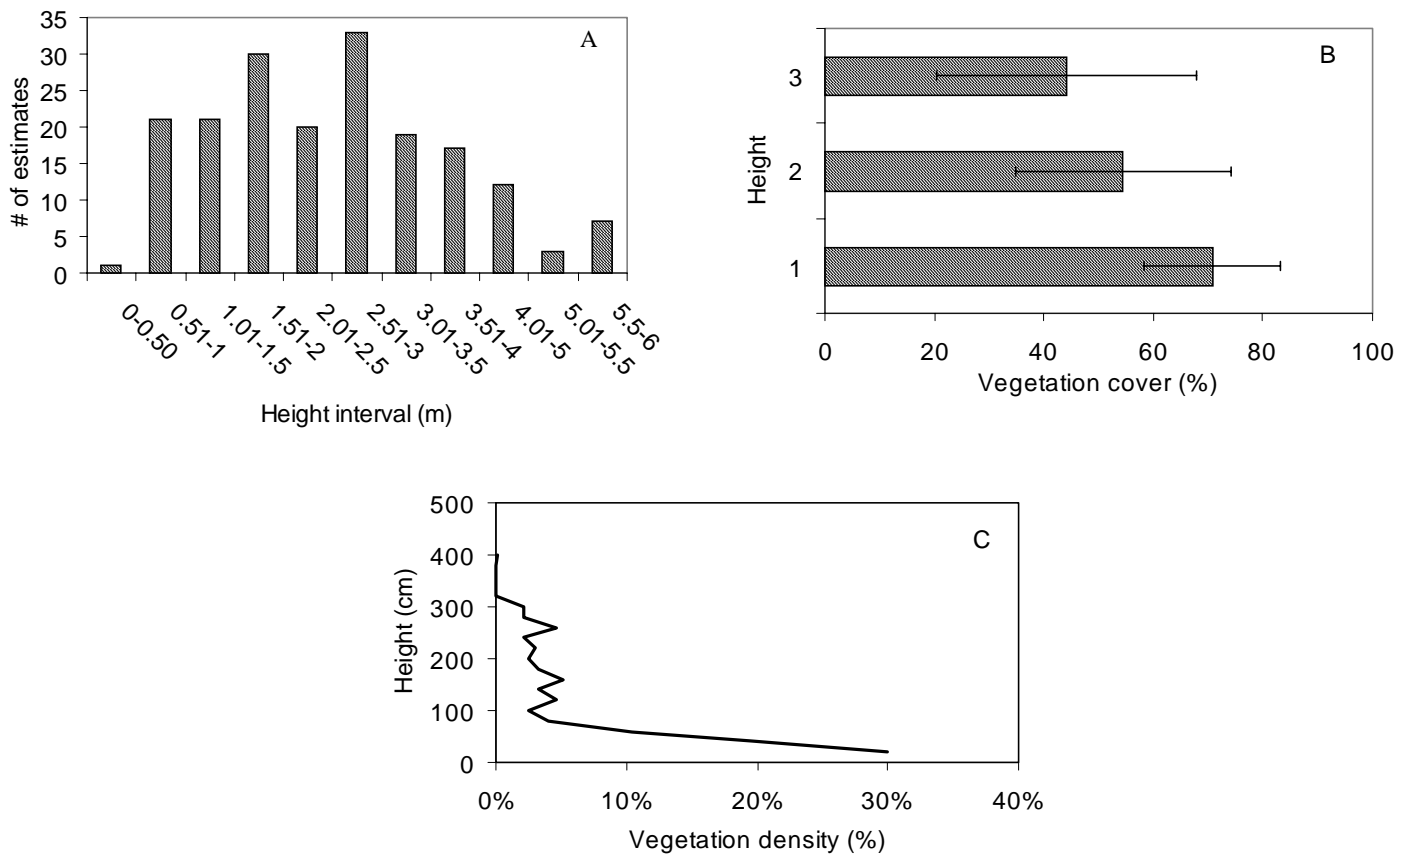 A
# of estimates
35
30
25
20
15
10
5
0
0-0.50
0.51-1
1.01-1.5
1.51-2
2.01-2.5
2.51-3
3.01-3.5
3.51-4
4.01-5
5.01-5.5
5.5-6
Height interval (m)
B
Height
3
2
1
0 20 40 60 80 100
Vegetation cover (%)
C
Height (cm)
500
400
300
200
100
0
0% 10% 20% 30% 40%
Vegetation density (%)